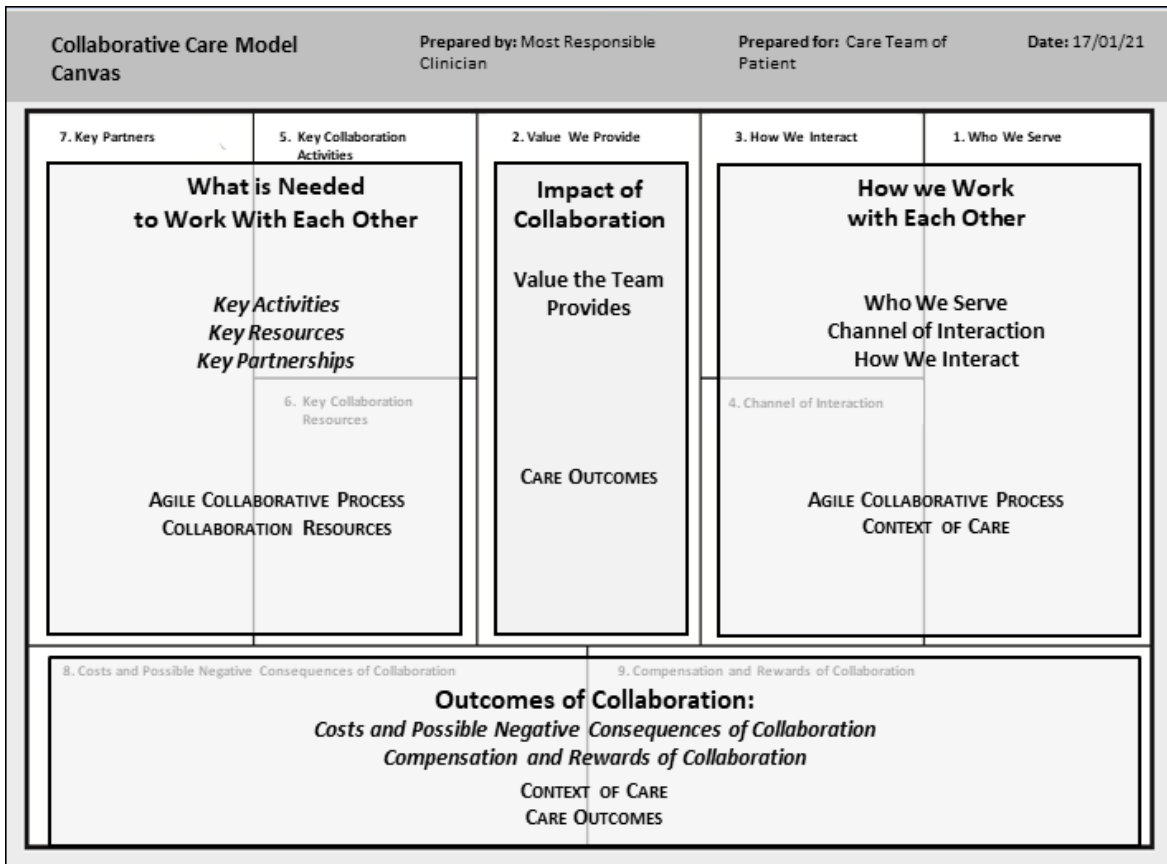 Collaborative Care Model
Canvas
Prepared by: Most Responsible
Clinician
Prepared for: Care Team of
Patient
Date: 17/01/21
7. Key Partners
5. Key Collaboration
Activities
2. Value We Provide
3. How We Interact
1. Who We Serve
What is Needed
to Work With Each Other
Key Activities
Key Resources
Key Partnerships
6. Key Collaboration
Resources
AGILE COLLABORATIVE PROCESS
COLLABORATION RESOURCES
Impact of
Collaboration
Value the Team
Provides
CARE OUTCOMES
How we Work
with Each Other
Who We Serve
Channel of Interaction
How We Interact
4. Channel of Interaction
AGILE COLLABORATIVE PROCESS
CONTEXT OF CARE
8. Costs and Possible Negative Consequences of Collaboration
9. Compensation and Rewards of Collaboration
Outcomes of Collaboration:
Costs and Possible Negative Consequences of Collaboration
Compensation and Rewards of Collaboration
CONTEXT OF CARE
CARE OUTCOMES